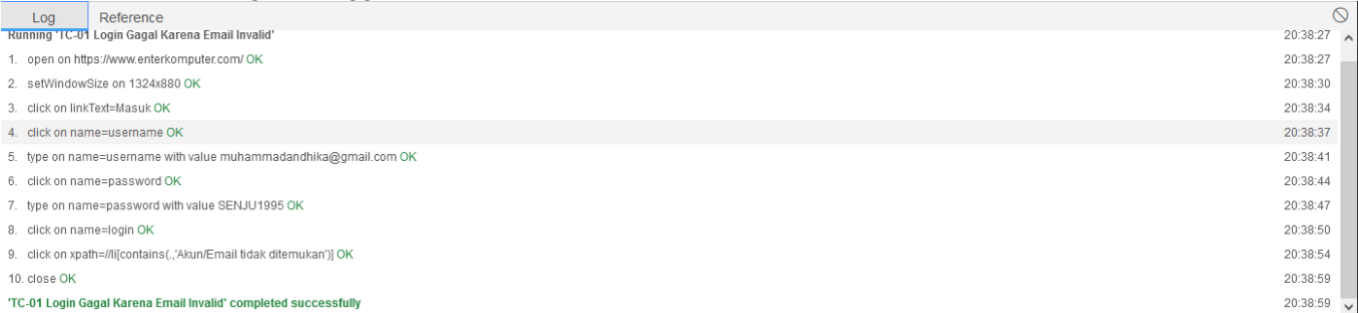 Log Reference
Running 'TC-01 Login Gagal Karena Email Invalid' 20:38:27
1. open on https://www.enterkomputer.com/ OK 20:38:27
2. setWindowSize on 1324x880 OK 20:38:30
3. click on linkText=Masuk OK 20:38:34
4. click on name=username OK 20:38:37
5. type on name=username with value muhammadandhika@gmail.com OK 20:38:41
6. click on name=password OK 20:38:44
7. type on name=password with value SENJU1995 OK 20:38:47
8. click on name=login OK 20:38:50
9. click on xpath=//li[contains(.,'Akun/Email tidak ditemukan')] OK 20:38:54
10. close OK 20:38:59
'TC-01 Login Gagal Karena Email Invalid' completed successfully 20:38:59